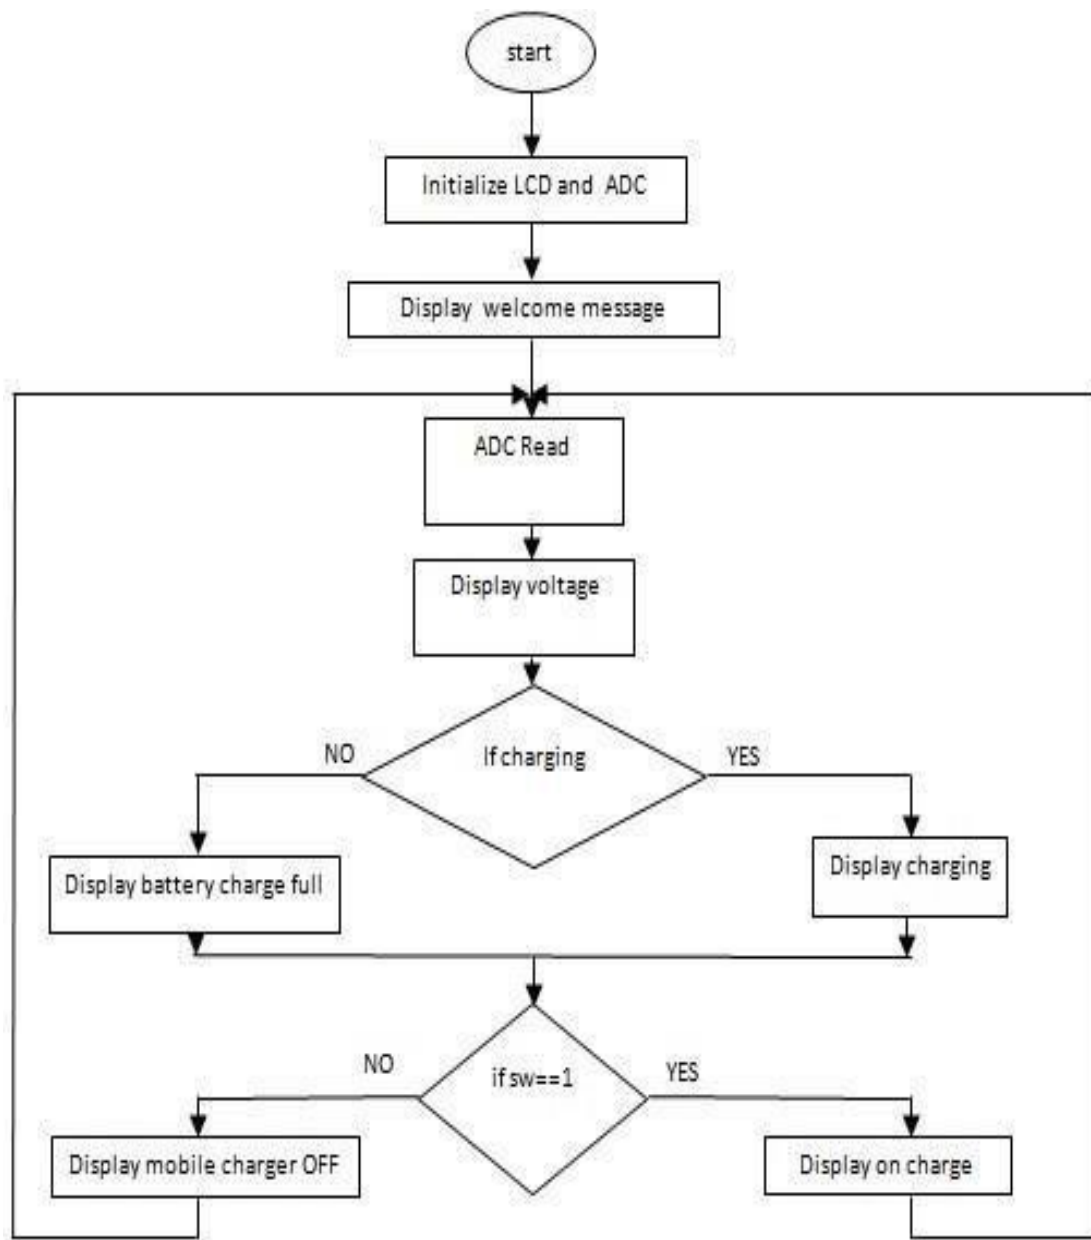 start
Initialize LCD and ADC
Display welcome message
ADC Read
Display voltage
If charging
NO
YES
Display battery charge full
Display charging
if sw==1
NO
YES
Display mobile charger OFF
Display on charge